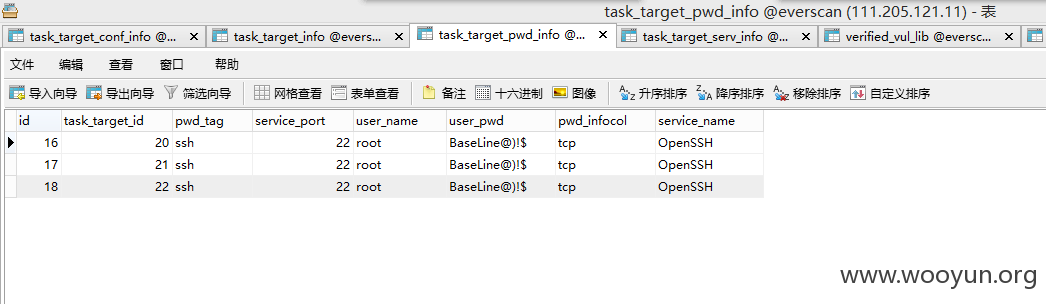 task_target_pwd_info @everscan (111.205.121.11) - 表
task_target_conf_info @... task_target_info @evers... task_target_pwd_info @... task_target_serv_info @... verified_vul_lib @eversc...
文件 编辑 查看 窗口 帮助
导入向导 导出向导 筛选向导 网格查看 表单查看 备注 十六进制 图像 升序排序 降序排序 移除排序 自定义排序
id task_target_id pwd_tag service_port user_name user_pwd pwd_infocol service_name
16 20 ssh 22 root BaseLine@)!$ tcp OpenSSH
17 21 ssh 22 root BaseLine@)!$ tcp OpenSSH
18 22 ssh 22 root BaseLine@)!$ tcp OpenSSH
www.wooyun.org